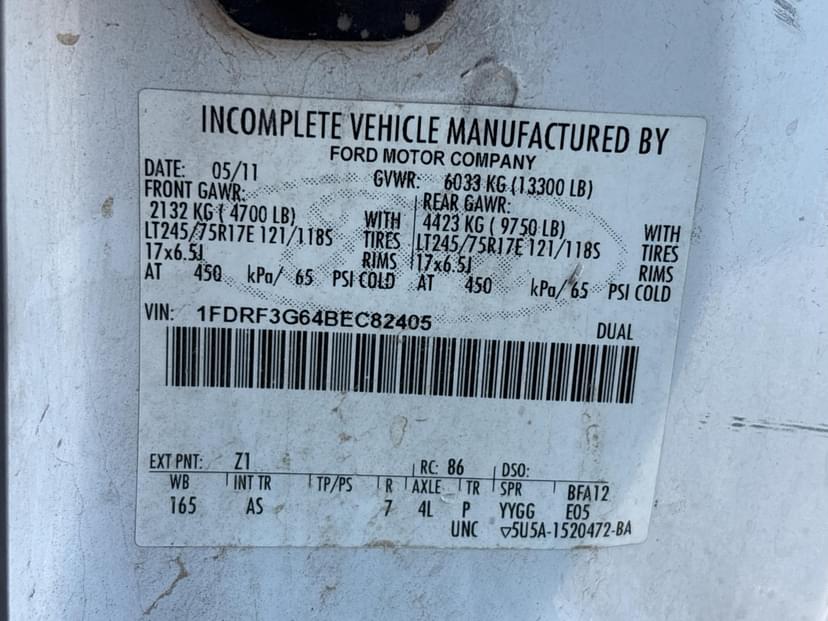 INCOMPLETE VEHICLE MANUFACTURED BY
FORD MOTOR COMPANY
DATE: 05/11 GVWR: 6033 KG (13300 LB)
FRONT GAWR: REAR GAWR:
2132 KG ( 4700 LB) WITH 4423 KG ( 9750 LB) WITH
LT245/75R17E 121/118S TIRES LT245/75R17E 121/118S TIRES
17x6.5J RIMS 17x6.5J RIMS
AT 450 kPa/ 65 PSI COLD AT 450 kPa/ 65 PSI COLD
VIN: 1FDRF3G64BEC82405 DUAL
EXT PNT: Z1 RC: 86 DSO:
WB INT TR TP/PS R AXLE TR SPR BFA12
165 AS 7 4L P YYGG E05
UNC ▽5U5A-1520472-BA